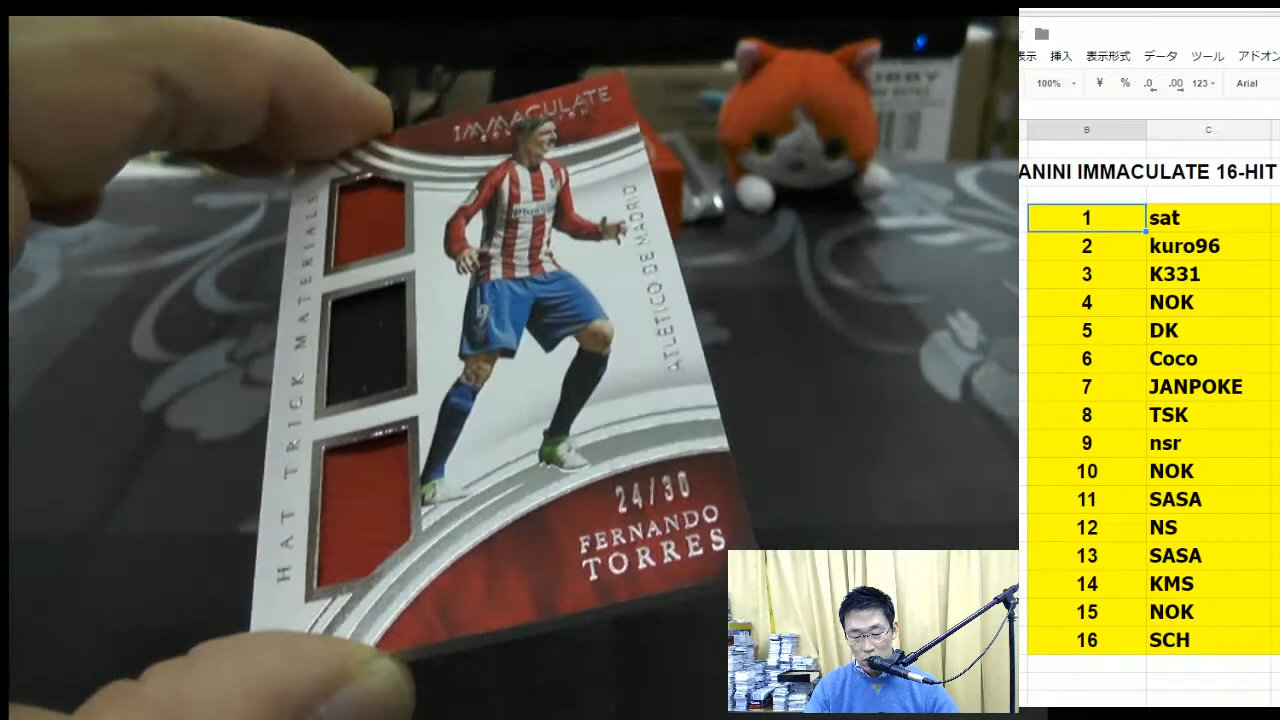 IMMACULATE
HAT TRICK MATERIALS
ATLÉTICO DE MADRID
9
24/30
FERNANDO
TORRES
表示 挿入 表示形式 データ ツール アドオン
100% ¥ % .0 .00 123 Arial
B C
ANINI IMMACULATE 16-HIT
1 sat
2 kuro96
3 K331
4 NOK
5 DK
6 Coco
7 JANPOKE
8 TSK
9 nsr
10 NOK
11 SASA
12 NS
13 SASA
14 KMS
15 NOK
16 SCH